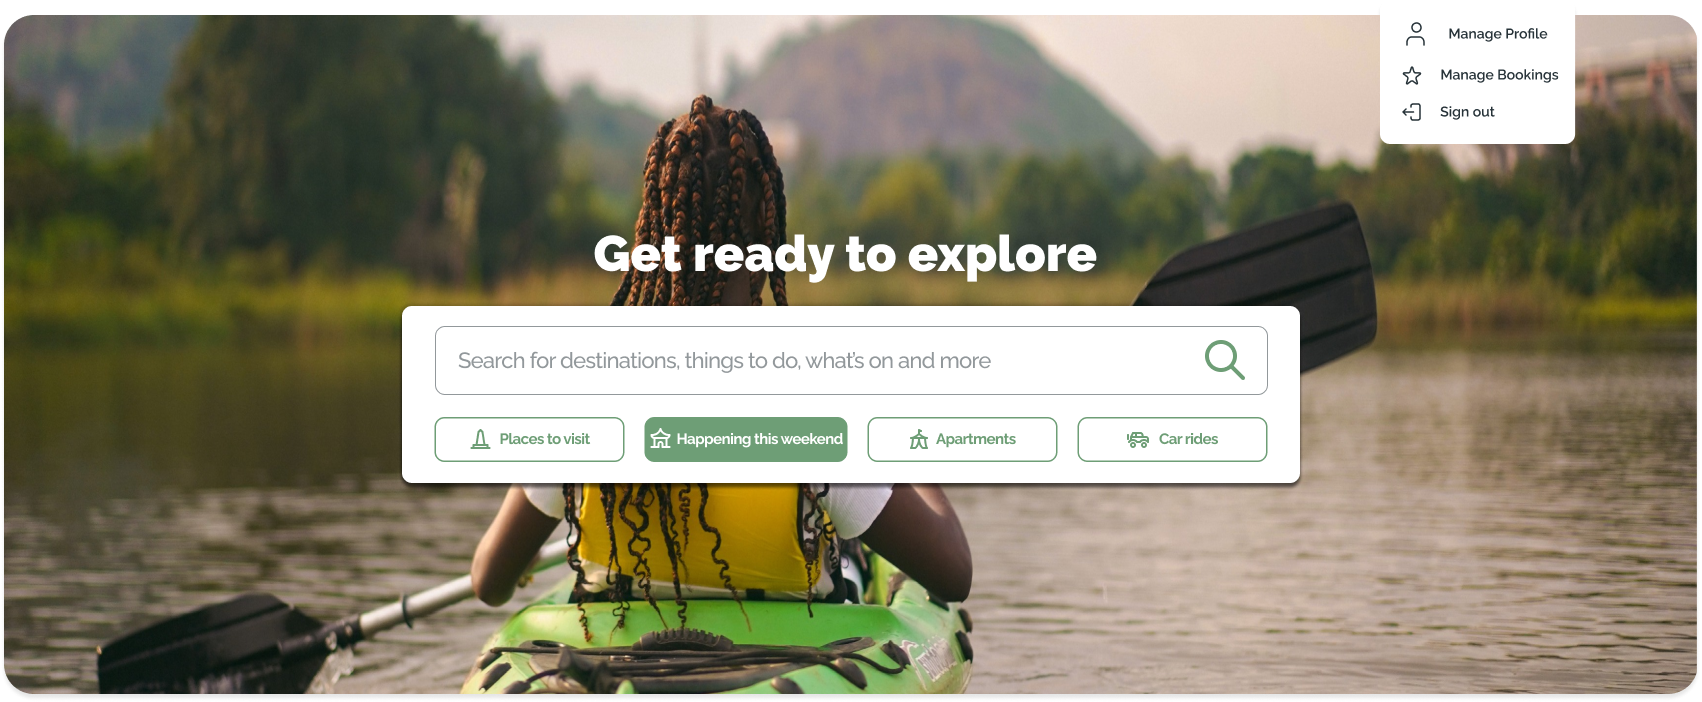 Manage Profile
Manage Bookings
Sign out
Get ready to explore
Search for destinations, things to do, what's on and more
Places to visit
Happening this weekend
Apartments
Car rides